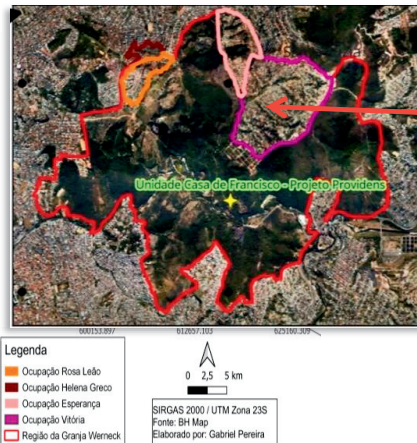 Unidade Casa de Francisco - Projeto Providens
600153.897 612657.103 625160.309
Legenda
Ocupação Rosa Leão
Ocupação Helena Greco
Ocupação Esperança
Ocupação Vitória
Região da Granja Werneck
0 2,5 5 km
SIRGAS 2000 / UTM Zona 23S
Fonte: BH Map
Elaborado por: Gabriel Pereira